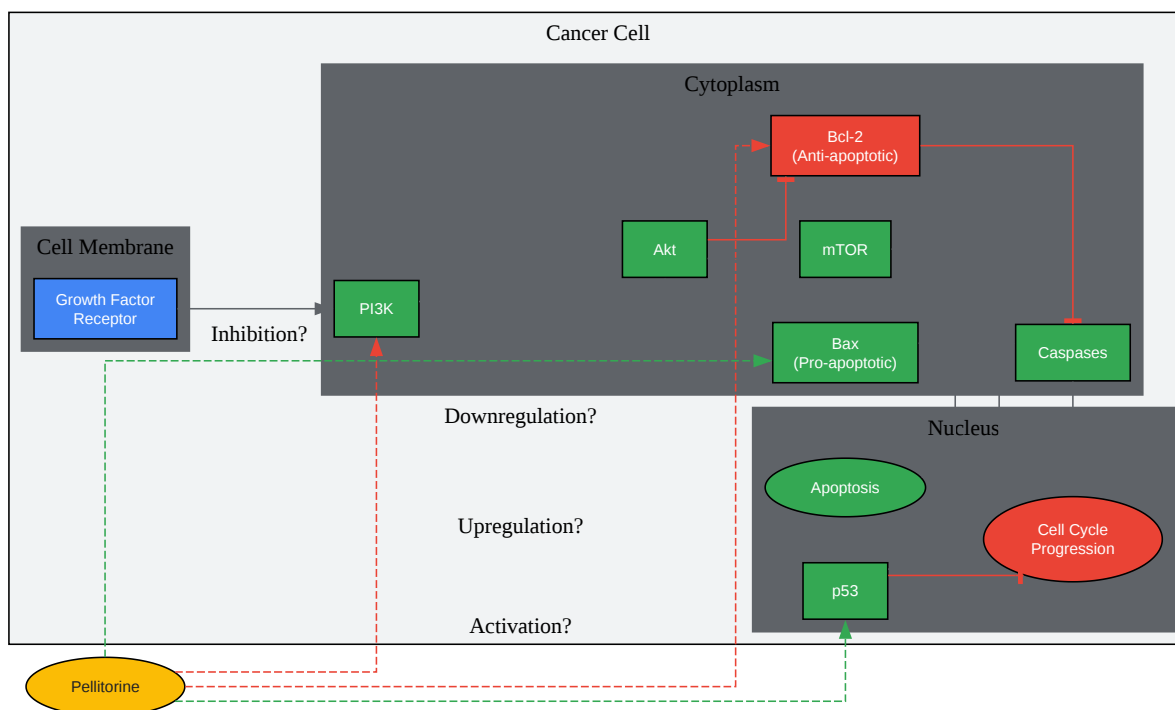 Cancer Cell
Cytoplasm
Bcl-2
(Anti-apoptotic)
Cell Membrane
Akt
mTOR
Growth Factor
Receptor
PI3K
Inhibition?
Bax
(Pro-apoptotic)
Caspases
Downregulation?
Nucleus
Apoptosis
Upregulation?
Cell Cycle
Progression
p53
Activation?
Pellitorine